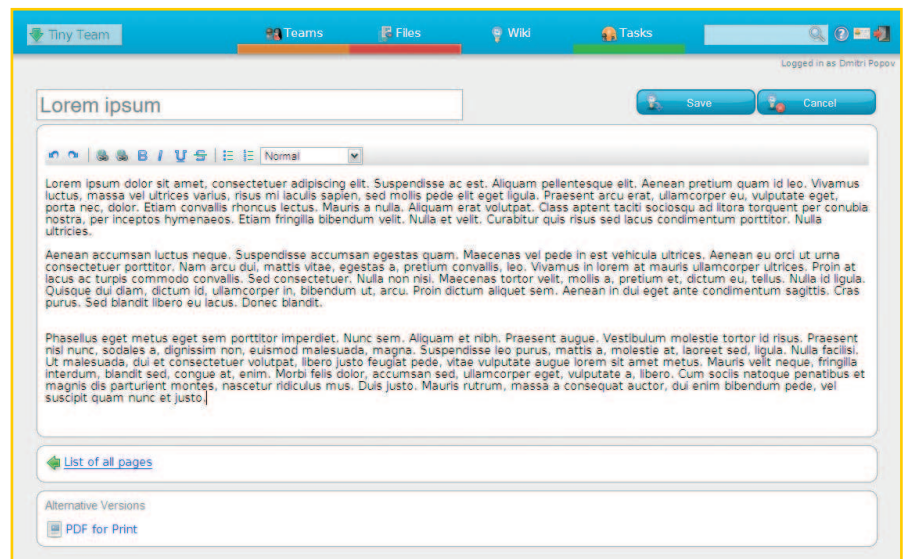 Tiny Team Teams Files Wiki Tasks
Logged in as Dmitri Popov
Lorem ipsum Save Cancel
B I U S Normal
Lorem ipsum dolor sit amet, consectetuer adipiscing elit. Suspendisse ac est. Aliquam pellentesque elit. Aenean pretium quam id leo. Vivamus
luctus, massa vel ultrices varius, risus mi iaculis sapien, sed mollis pede elit eget ligula. Praesent arcu erat, ullamcorper eu, vulputate eget,
porta nec, dolor. Etiam convallis rhoncus lectus. Mauris a nulla. Aliquam erat volutpat. Class aptent taciti sociosqu ad litora torquent per conubia
nostra, per inceptos hymenaeos. Etiam fringilla bibendum velit. Nulla et velit. Curabitur quis risus sed lacus condimentum porttitor. Nulla
ultricies.
Aenean accumsan luctus neque. Suspendisse accumsan egestas quam. Maecenas vel pede in est vehicula ultrices. Aenean eu orci ut urna
consectetuer porttitor. Nam arcu dui, mattis vitae, egestas a, pretium convallis, leo. Vivamus in lorem at mauris ullamcorper ultrices. Proin at
lacus ac turpis commodo convallis. Sed consectetuer. Nulla non nisi. Maecenas tortor velit, mollis a, pretium et, dictum eu, tellus. Nulla id ligula.
Quisque dui diam, dictum id, ullamcorper in, bibendum ut, arcu. Proin dictum aliquet sem. Aenean in dui eget ante condimentum sagittis. Cras
purus. Sed blandit libero eu lacus. Donec blandit.
Phasellus eget metus eget sem porttitor imperdiet. Nunc sem. Aliquam et nibh. Praesent augue. Vestibulum molestie tortor id risus. Praesent
nisl nunc, sodales a, dignissim non, euismod malesuada, magna. Suspendisse leo purus, mattis a, molestie at, laoreet sed, ligula. Nulla facilisi.
Ut malesuada, dui et consectetuer volutpat, libero justo feugiat pede, vitae vulputate augue lorem sit amet metus. Mauris velit neque, fringilla
interdum, blandit sed, congue at, enim. Morbi felis dolor, accumsan sed, ullamcorper eget, vulputate a, libero. Cum sociis natoque penatibus et
magnis dis parturient montes, nascetur ridiculus mus. Duis justo. Mauris rutrum, massa a consequat auctor, dui enim bibendum pede, vel
suscipit quam nunc et justo.
List of all pages
Alternative Versions
PDF for Print